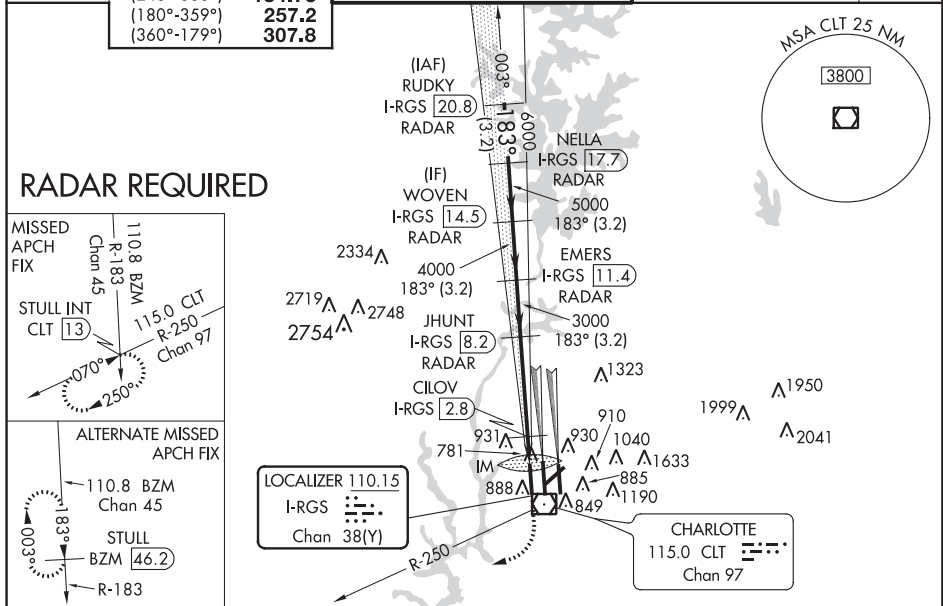 (180°-359°) 257.2
(360°-179°) 307.8
MSA CLT 25 NM
3800
003°
183°
6000
(3.2)
(IAF)
RUDKY
I-RGS 20.8
RADAR
NELLA
I-RGS 17.7
RADAR
5000
183° (3.2)
RADAR REQUIRED
(IF)
WOVEN
I-RGS 14.5
RADAR
4000
183° (3.2)
EMERS
I-RGS 11.4
RADAR
3000
183° (3.2)
JHUNT
I-RGS 8.2
RADAR
CILOV
I-RGS 2.8
2334
2719
2748
2754
1323
1950
1999
2041
910
931
930
1040
1633
781
IM
885
888
849
1190
MISSED
APCH
FIX
110.8 BZM
R-183
Chan 45
STULL INT
CLT 13
115.0 CLT
R-250
Chan 97
070°
250°
ALTERNATE MISSED
APCH FIX
110.8 BZM
Chan 45
183°
003°
STULL
BZM 46.2
R-183
LOCALIZER 110.15
I-RGS
Chan 38(Y)
R-250
CHARLOTTE
115.0 CLT
Chan 97